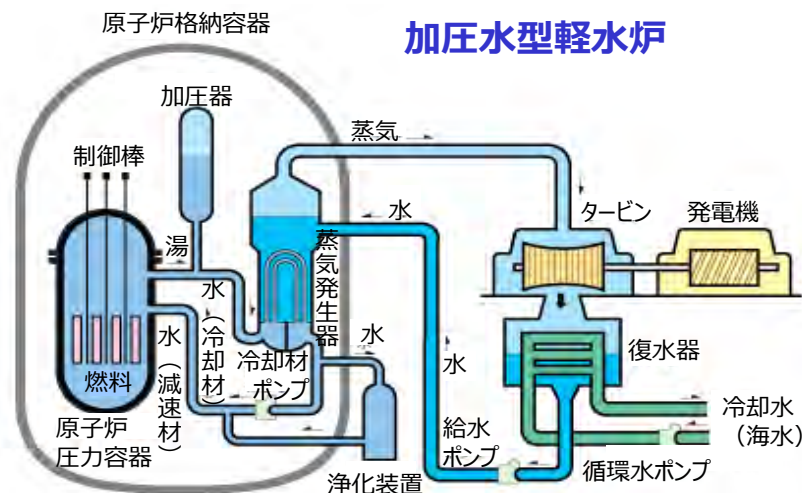 原子炉格納容器
加圧水型軽水炉
加圧器
蒸気
制御棒
水
タービン
発電機
湯
蒸気発生器
水
水(冷却材)
水(減速材)
冷却材
ポンプ
水
水
復水器
燃料
原子炉
圧力容器
給水
ポンプ
冷却水
(海水)
循環水ポンプ
浄化装置